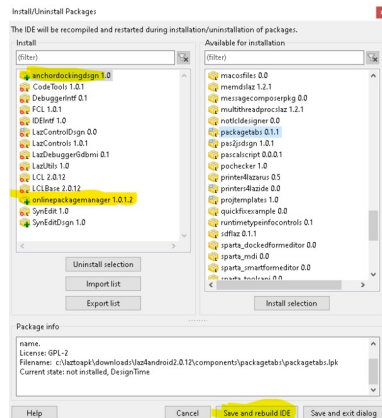 Install/Uninstall Packages
The IDE will be recompiled and restarted during installation/uninstallation of packages.
Install
(filter)
anchordockingdsgn 1.0
CodeTools 1.0.1
DebuggerIntf 0.1
FCL 1.0.1
IDEIntf 1.0
LazControlDsgn 0.0
LazControls 1.0.1
LazDebuggerGdbmi 0.1
LazUtils 1.0
LCL 2.0.12
LCLBase 2.0.12
onlinepackagemanager 1.0.1.2
SynEdit 1.0
SynEditDsgn 1.0
Uninstall selection
Import list
Export list
Available for installation
(filter)
macosfiles 0.0
memdslaz 1.2.1
messagecomposerpkg 0.0
multithreadprocslaz 1.2.1
notlcldesigner 0.0
packagetabs 0.1.1
pas2jsdsgn 1.0.1
pascalscript 0.0.0.1
pochecker 1.0
printer4lazarus 0.5
printers4lazide 0.0
projtemplates 1.0
quickfixexample 0.0
runtimetypeinfocontrols 0.1
sdflaz 0.1.1
sparta_dockedformeditor 0.0
sparta_mdi 0.0
sparta_smartformeditor 0.0
sparta_toolsapi 0.0
Install selection
Package info
name.
License: GPL-2
Filename: c:\laztoapk\downloads\laz4android2.0.12\components\packagetabs\packagetabs.lpk
Current state: not installed, DesignTime
Help
Cancel
Save and rebuild IDE
Save and exit dialog